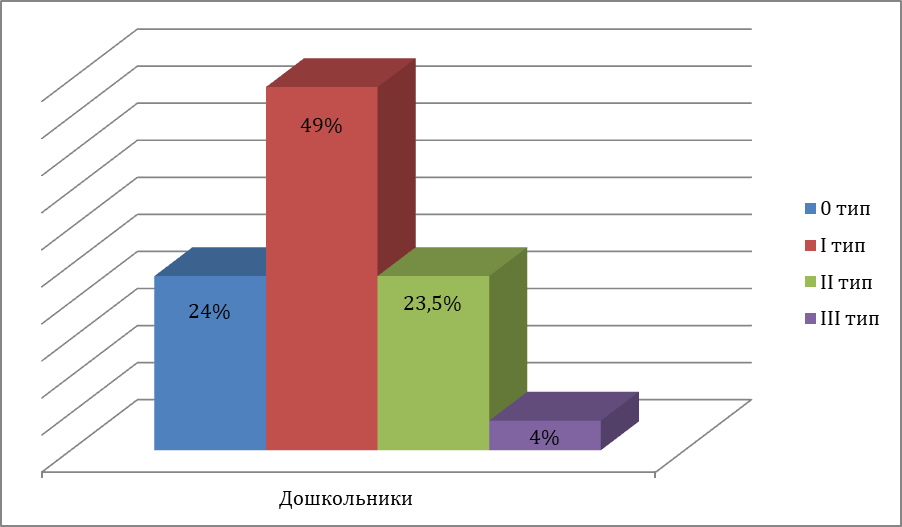 49%
24%
23,5%
4%
Дошкольники
0 тип
I тип
II тип
III тип